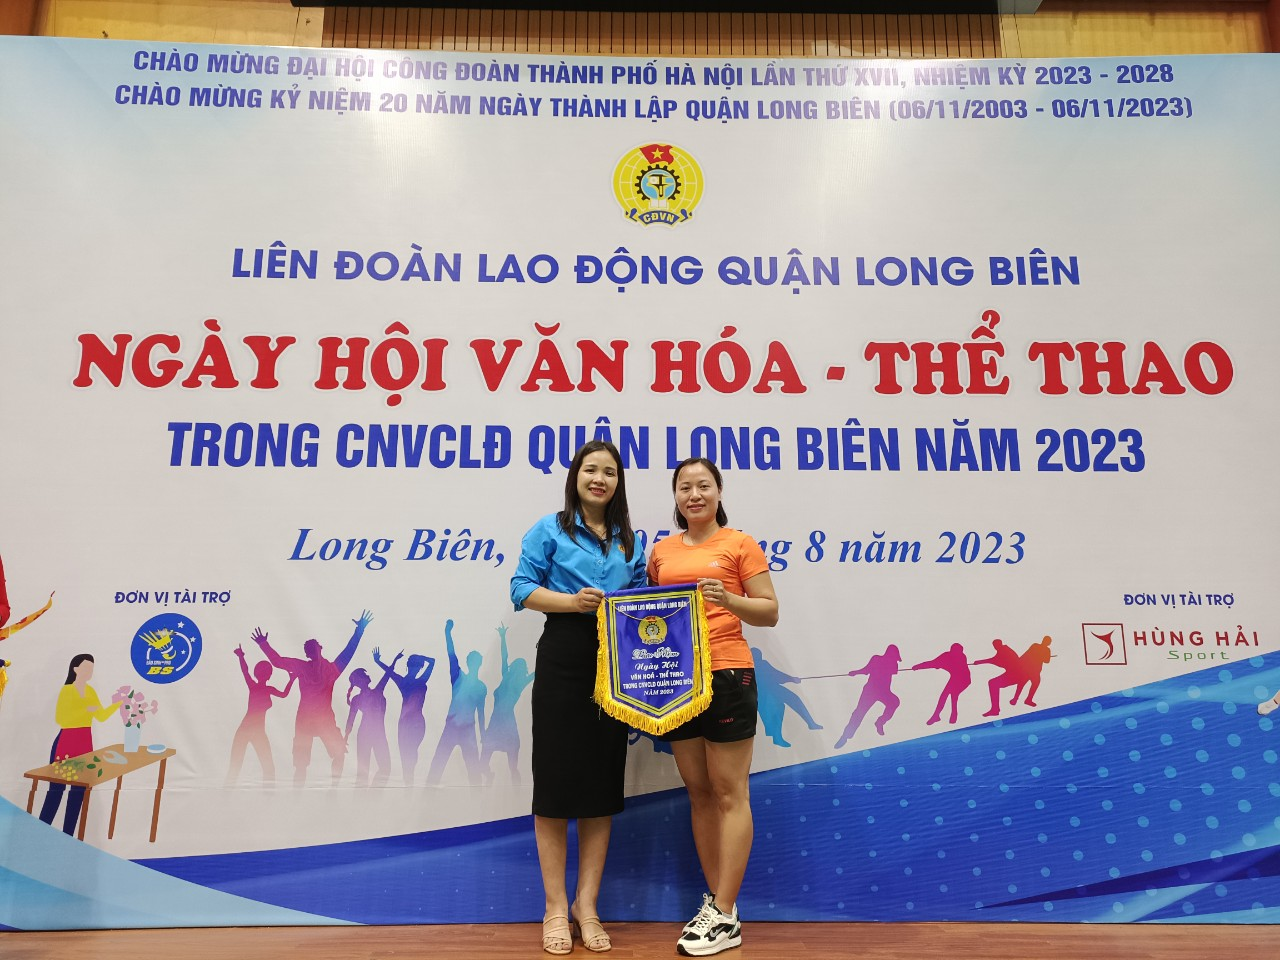 CHÀO MỪNG ĐẠI HỘI CÔNG ĐOÀN THÀNH PHỐ HÀ NỘI LẦN THỨ XVII, NHIỆM KỲ 2023 - 2028
CHÀO MỪNG KỶ NIỆM 20 NĂM NGÀY THÀNH LẬP QUẬN LONG BIÊN (06/11/2003 - 06/11/2023)
CĐVN
LIÊN ĐOÀN LAO ĐỘNG QUẬN LONG BIÊN
NGÀY HỘI VĂN HÓA - THỂ THAO
TRONG CNVCLĐ QUẬN LONG BIÊN NĂM 2023
Long Biên, 05 8 năm 2023
ĐƠN VỊ TÀI TRỢ
BS
ĐƠN VỊ TÀI TRỢ
HÙNG HẢI
Sport
LIÊN ĐOÀN LAO ĐỘNG QUẬN LONG BIÊN
Lưu Niệm
Ngày Hội
VĂN HOÁ - THỂ THAO
TRONG CNVCLĐ QUẬN LONG BIÊN
NĂM 2023